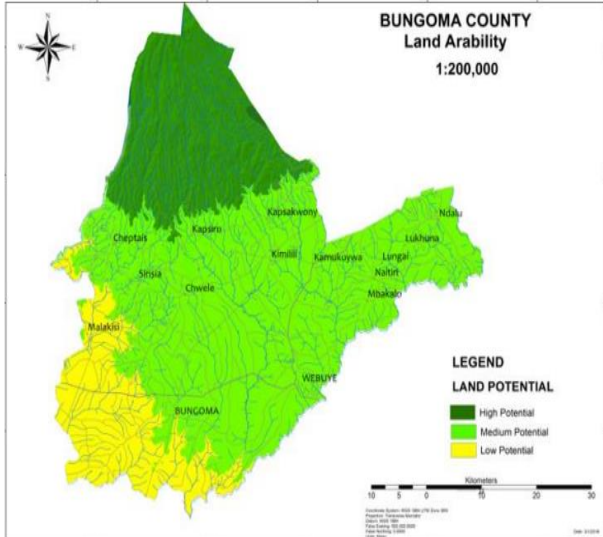 BUNGOMA COUNTY
Land Arability
1:200,000
N
W
E
Ndalu
Kapsakwony
Kapsiru
Cheptais
Lukhuna
Kimilili
Kamukuywa
Lungai
Sinsia
Naitiri
Chwele
Mbakalo
Malakisi
WEBUYE
BUNGOMA
LEGEND
LAND POTENTIAL
High Potential
Medium Potential
Low Potential
Kilometers
10 5 0 10 20 30